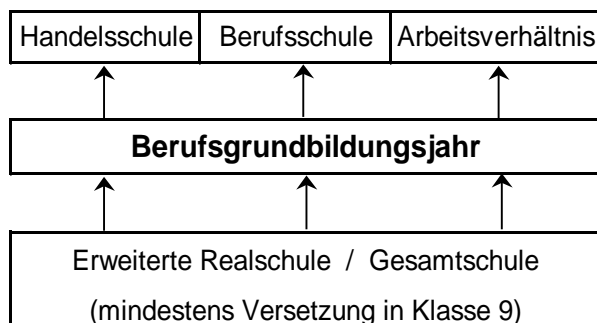 Handelsschule Berufsschule Arbeitsverhältnis
Berufsgrundbildungsjahr
Erweiterte Realschule / Gesamtschule
(mindestens Versetzung in Klasse 9)